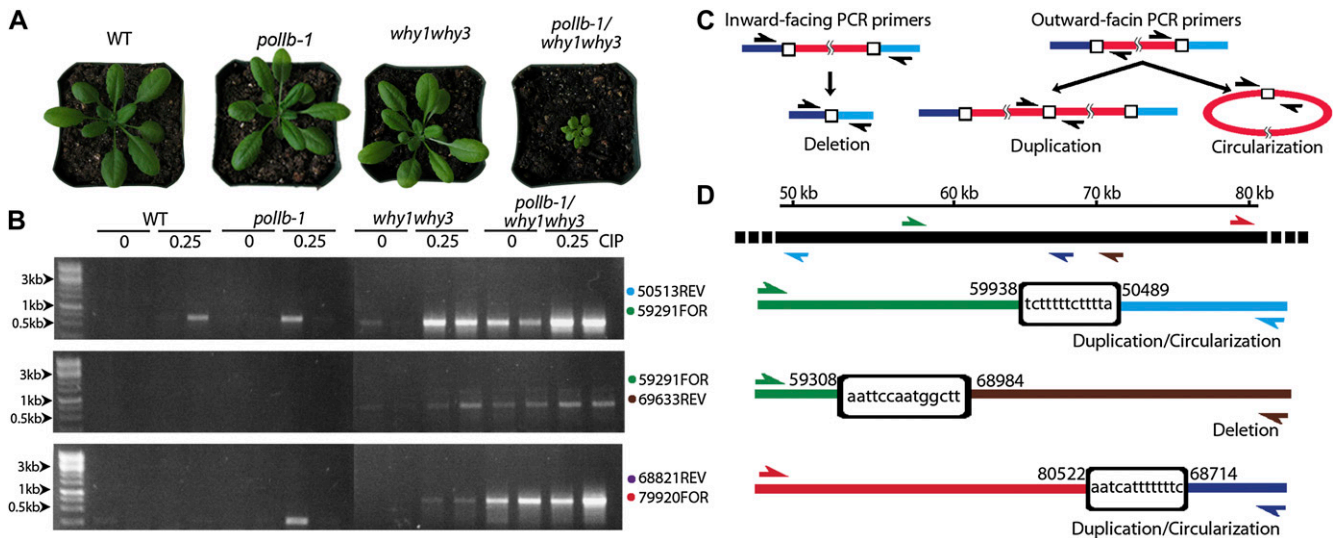 A
WT
polIb-1
why1why3
polIb-1/
why1why3
B
WT
polIb-1
why1why3
polIb-1/
why1why3
0 0.25 0 0.25 0 0.25 0 0.25 CIP
3kb
1kb
0.5kb
50513REV
59291FOR
3kb
1kb
0.5kb
59291FOR
69633REV
3kb
1kb
0.5kb
68821REV
79920FOR
C
Inward-facing PCR primers
Outward-facin PCR primers
Deletion
Duplication
Circularization
D
50 kb 60 kb 70 kb 80 kb
59938 tctttttcttttta 50489
Duplication/Circularization
59308 aattccaatggctt 68984
Deletion
80522 aatcatttttttc 68714
Duplication/Circularization